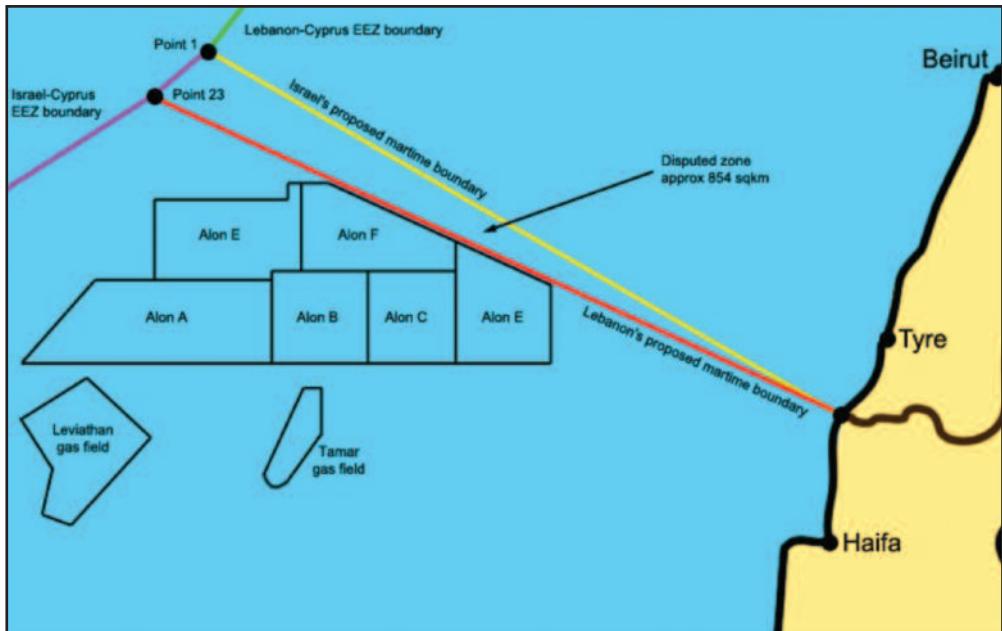 Lebanon-Cyprus EEZ boundary
Point 1
Beirut
Israel-Cyprus
EEZ boundary
Point 23
Israel's proposed martime boundary
Disputed zone
approx 854 sqkm
Alon E
Alon F
Alon A
Alon B
Alon C
Alon E
Lebanon's proposed martime boundary
Tyre
Leviathan
gas field
Tamar
gas field
Haifa